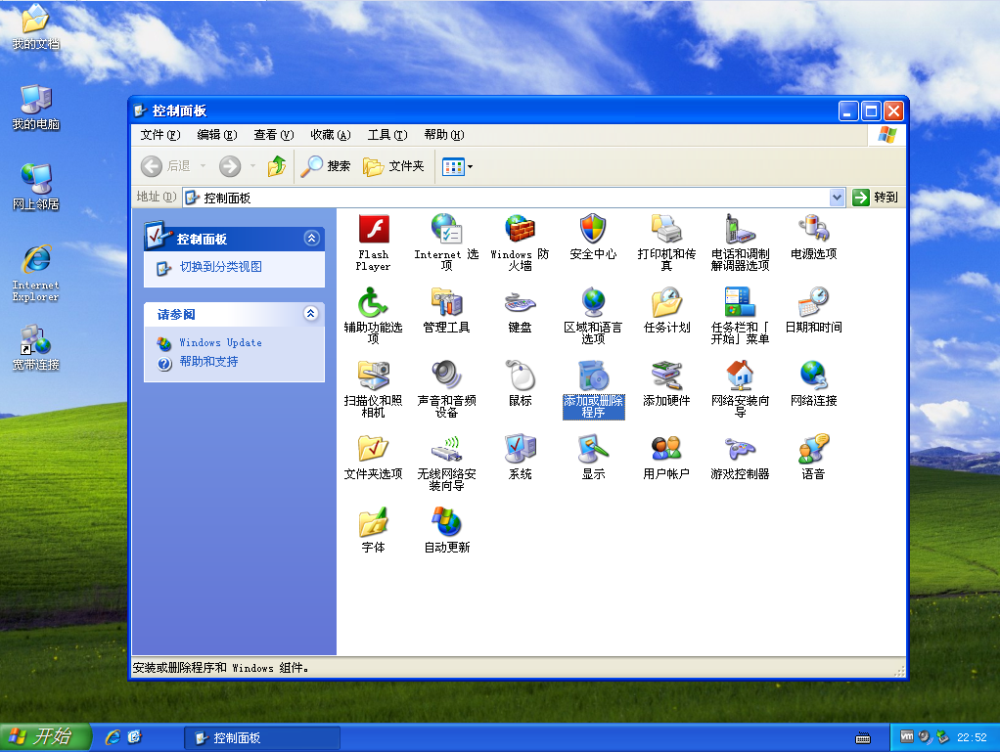 我的文档
我的电脑
网上邻居
Internet
Explorer
宽带连接
控制面板
文件(F) 编辑(E) 查看(V) 收藏(A) 工具(T) 帮助(H)
后退 搜索 文件夹
地址(D) 控制面板 转到
控制面板
切换到分类视图
请参阅
Windows Update
帮助和支持
Flash
Player
Internet 选
项
Windows 防
火墙
安全中心
打印机和传
真
电话和调制
解调器选项
电源选项
辅助功能选
项
管理工具
键盘
区域和语言
选项
任务计划
任务栏和「
开始」菜单
日期和时间
扫描仪和照
相机
声音和音频
设备
鼠标
添加或删除
程序
添加硬件
网络安装向
导
网络连接
文件夹选项
无线网络安
装向导
系统
显示
用户帐户
游戏控制器
语音
字体
自动更新
安装或删除程序和 Windows 组件。
开始 控制面板 vm 22:52